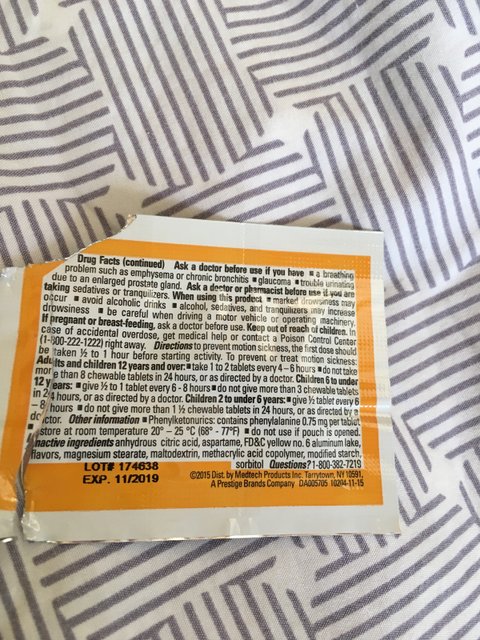 Drug Facts (continued) Ask a doctor before use if you have ■ a breathing
problem such as emphysema or chronic bronchitis ■ glaucoma ■ trouble urinating
due to an enlarged prostate gland. Ask a doctor or pharmacist before use if you are
taking sedatives or tranquilizers. When using this product ■ marked drowsiness may
occur ■ avoid alcoholic drinks ■ alcohol, sedatives, and tranquilizers may increase
drowsiness ■ be careful when driving a motor vehicle or operating machinery.
If pregnant or breast-feeding, ask a doctor before use. Keep out of reach of children. In
case of accidental overdose, get medical help or contact a Poison Control Center
(1-800-222-1222) right away. Directions to prevent motion sickness, the first dose should
be taken ½ to 1 hour before starting activity. To prevent or treat motion sickness:
Adults and children 12 years and over: ■ take 1 to 2 tablets every 4 – 6 hours ■ do not take
more than 8 chewable tablets in 24 hours, or as directed by a doctor. Children 6 to under
12 years: ■ give ½ to 1 tablet every 6 - 8 hours ■ do not give more than 3 chewable tablets
in 24 hours, or as directed by a doctor. Children 2 to under 6 years: ■ give ½ tablet every 6
– 8 hours ■ do not give more than 1 ½ chewable tablets in 24 hours, or as directed by a
doctor. Other information ■ Phenylketonurics: contains phenylalanine 0.75 mg per tablet
store at room temperature 20° – 25 °C (68° - 77°F) ■ do not use if pouch is opened.
Inactive ingredients anhydrous citric acid, aspartame, FD&C yellow no. 6 aluminum lake,
flavors, magnesium stearate, maltodextrin, methacrylic acid copolymer, modified starch,
sorbitol Questions? 1-800-382-7219
LOT# 174638
EXP. 11/2019
©2015 Dist. by Medtech Products Inc. Tarrytown, NY 10591,
A Prestige Brands Company DA005705 10204-11-15